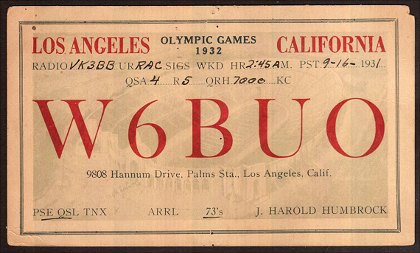 LOS ANGELES OLYMPIC GAMES 1932 CALIFORNIA
RADIO VK3BB UR RAC SIGS WKD HR 2:45 A M. PST 9-16-1931
QSA 4 R 5 QRH 7000 KC
W6BUO
9808 Hannum Drive, Palms Sta., Los Angeles, Calif.
PSE QSL TNX ARRL 73's J. HAROLD HUMBROCK